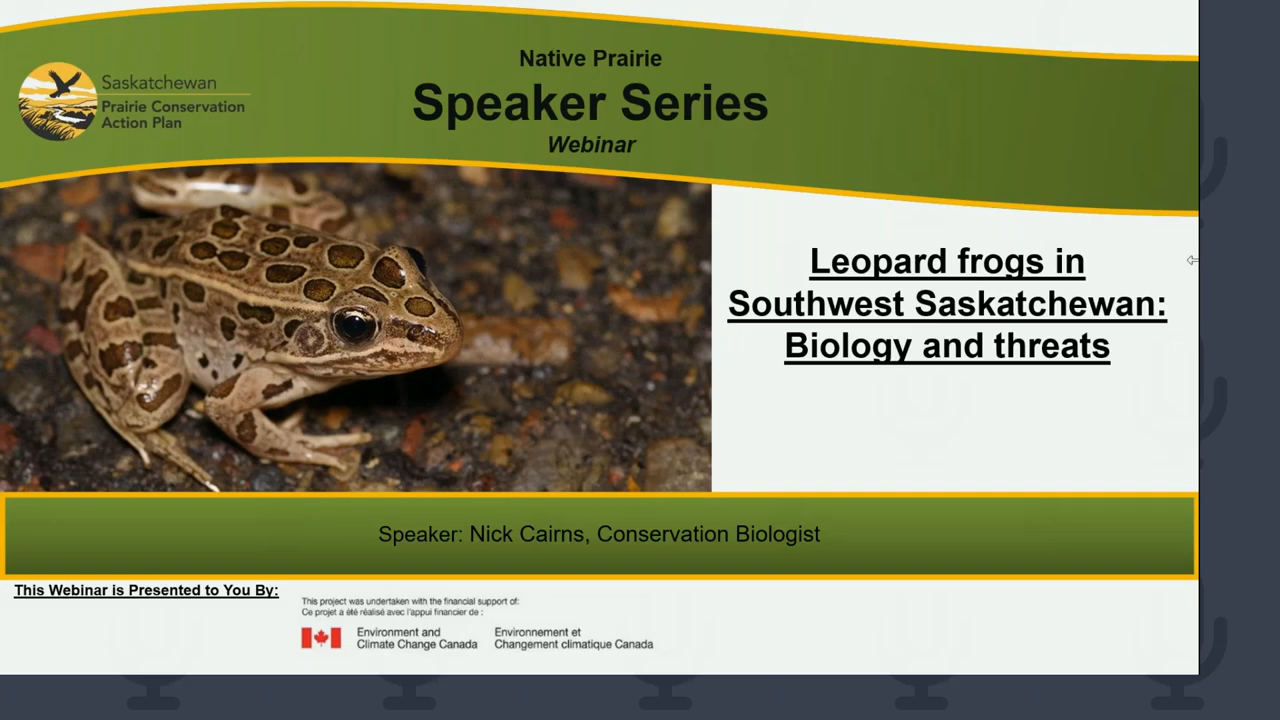 Native Prairie
Speaker Series
Webinar
Saskatchewan
Prairie Conservation
Action Plan
Leopard frogs in
Southwest Saskatchewan:
Biology and threats
Speaker: Nick Cairns, Conservation Biologist
This Webinar is Presented to You By:
This project was undertaken with the financial support of:
Ce projet a été réalisé avec l'appui financier de :
Environment and
Climate Change Canada
Environnement et
Changement climatique Canada